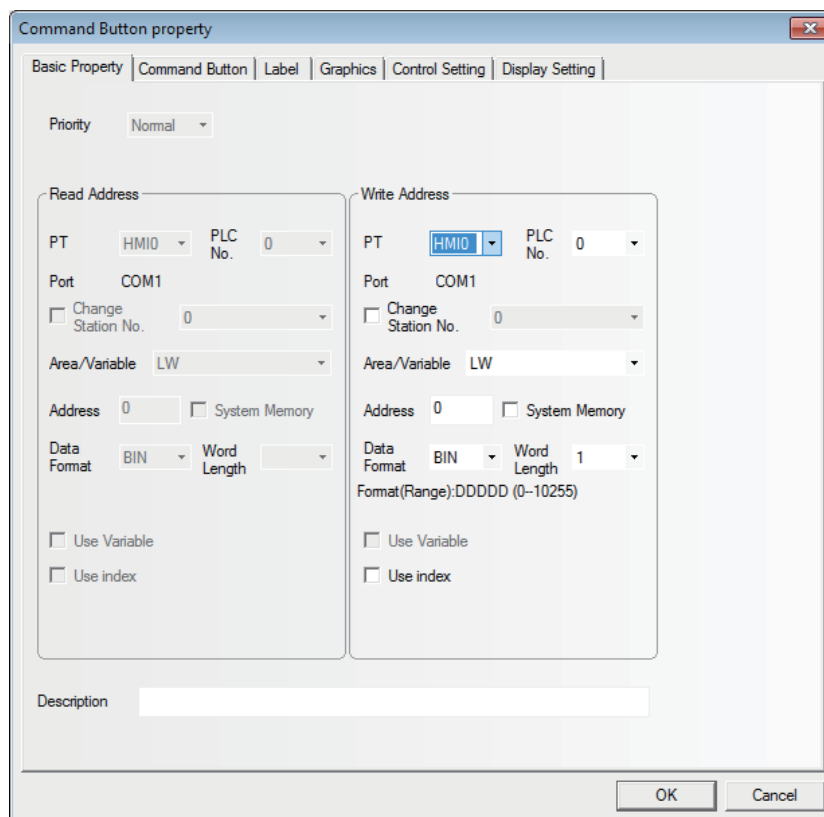 Command Button property
Basic Property Command Button Label Graphics Control Setting Display Setting
Priority Normal
Read Address
PT HMI0 PLC No. 0
Port COM1
Change Station No. 0
Area/Variable LW
Address 0 System Memory
Data Format BIN Word Length
Use Variable
Use index
Write Address
PT HMI0 PLC No. 0
Port COM1
Change Station No. 0
Area/Variable LW
Address 0 System Memory
Data Format BIN Word Length 1
Format(Range):DDDDD (0--10255)
Use Variable
Use index
Description
OK Cancel